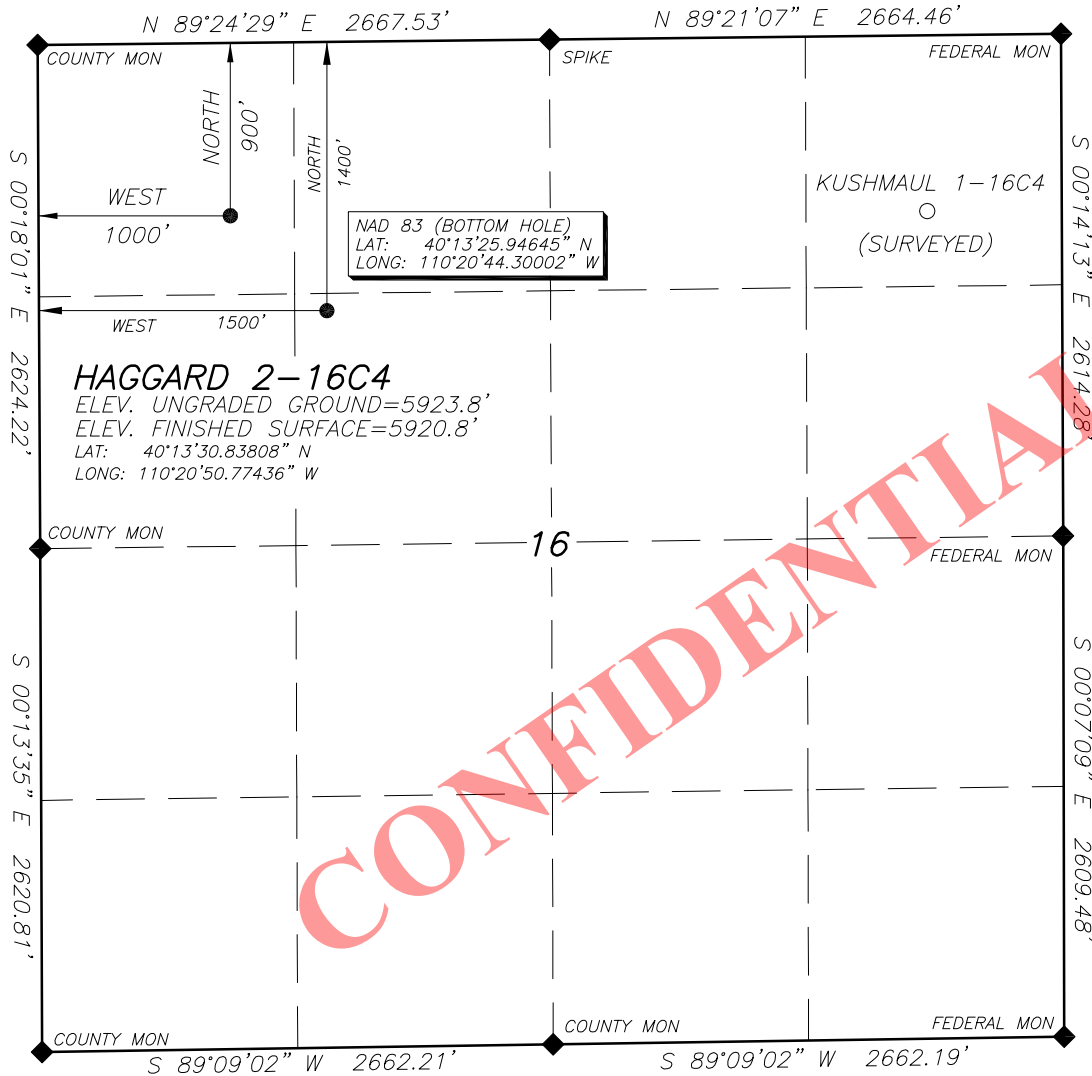 N 89°24'29" E 2667.53'
N 89°21'07" E 2664.46'
COUNTY MON
SPIKE
FEDERAL MON
NORTH
900'
NORTH
1400'
WEST
1000'
S 00°18'01" E 2624.22'
S 00°14'13" E 2614.28'
KUSHMAUL 1-16C4
(SURVEYED)
NAD 83 (BOTTOM HOLE)
LAT: 40°13'25.94645" N
LONG: 110°20'44.30002" W
WEST 1500'
HAGGARD 2-16C4
ELEV. UNGRADED GROUND=5923.8'
ELEV. FINISHED SURFACE=5920.8'
LAT: 40°13'30.83808" N
LONG: 110°20'50.77436" W
COUNTY MON
16
FEDERAL MON
CONFIDENTIAL
S 00°13'35" E 2620.81'
S 00°07'09" E 2609.48'
COUNTY MON
COUNTY MON
FEDERAL MON
S 89°09'02" W 2662.21'
S 89°09'02" W 2662.19'